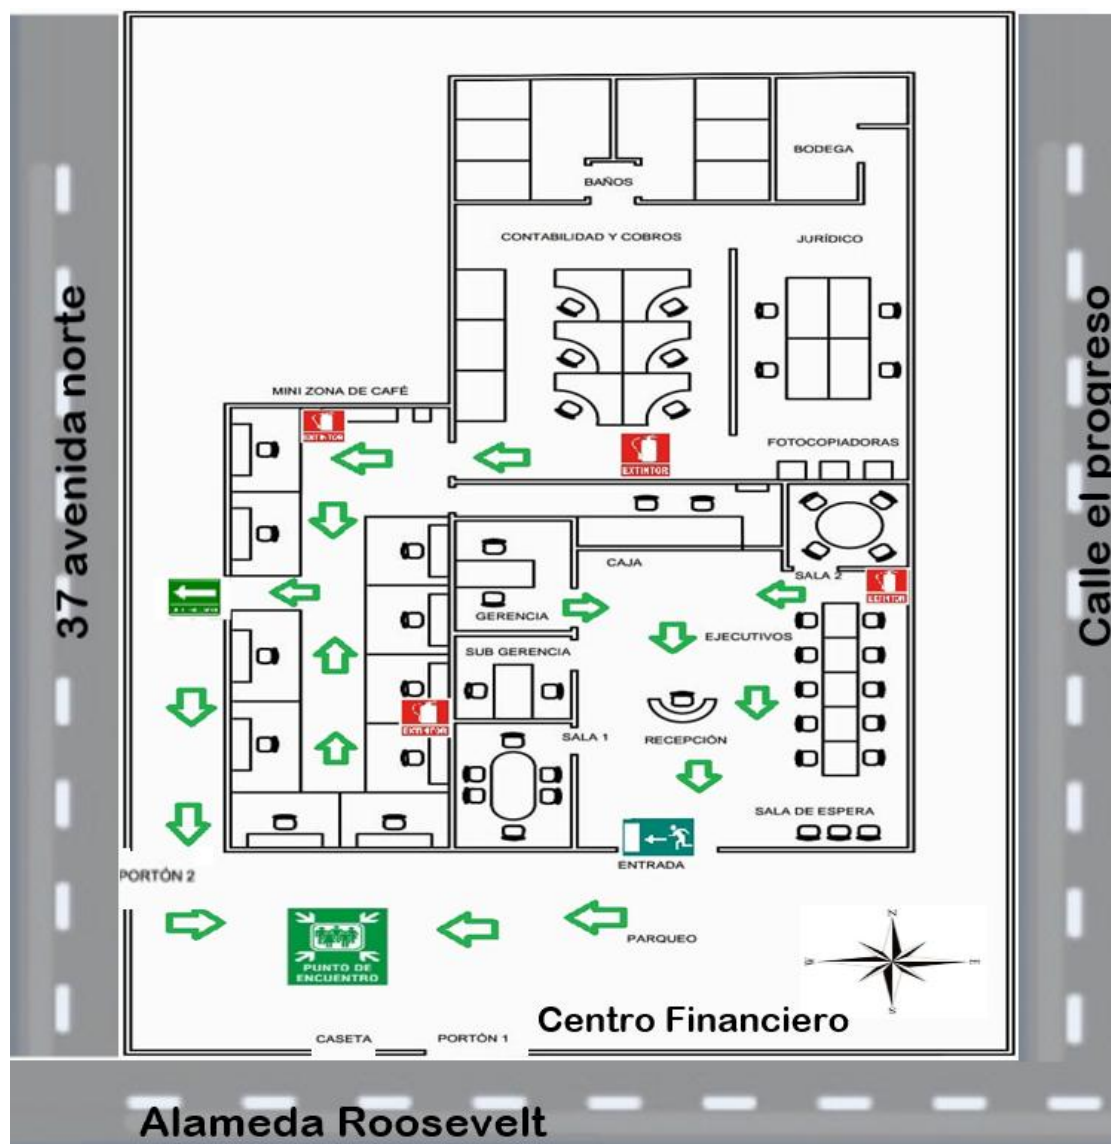 BODEGA
BAÑOS
CONTABILIDAD Y COBROS
JURÍDICO
37 avenida norte
Calle el progreso
MINI ZONA DE CAFÉ
EXTINTOR
EXTINTOR
FOTOCOPIADORAS
CAJA
SALA 2
EXTINTOR
GERENCIA
EJECUTIVOS
SUB GERENCIA
EXTINTOR
SALA 1
RECEPCIÓN
SALA DE ESPERA
ENTRADA
PORTÓN 2
PUNTO DE
ENCUENTRO
PARQUEO
N
E
S
Centro Financiero
CASETA
PORTÓN 1
Alameda Roosevelt